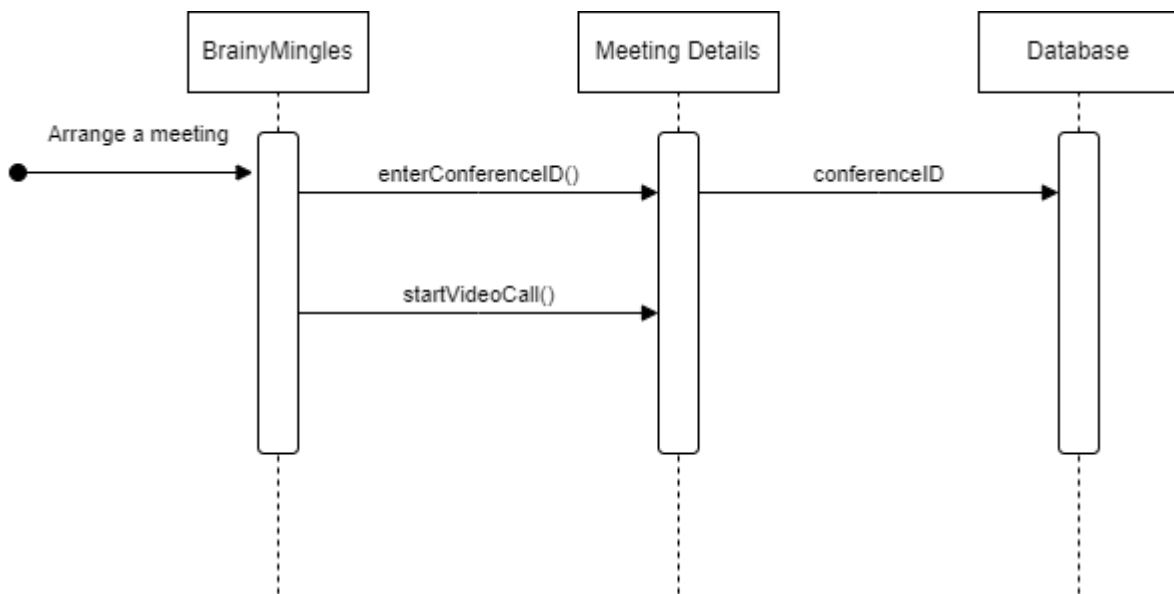 BrainyMingles
Meeting Details
Database
Arrange a meeting
enterConferenceID()
conferenceID
startVideoCall()